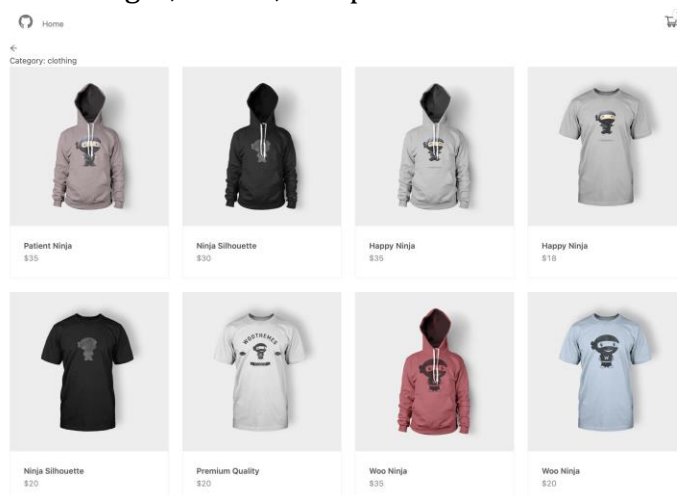 Home
←
Category: clothing
Patient Ninja
$35
Ninja Silhouette
$30
Happy Ninja
$35
Happy Ninja
$18
WOOTHEMES
Ninja Silhouette
$20
Premium Quality
$20
Woo Ninja
$35
W
Woo Ninja
$20